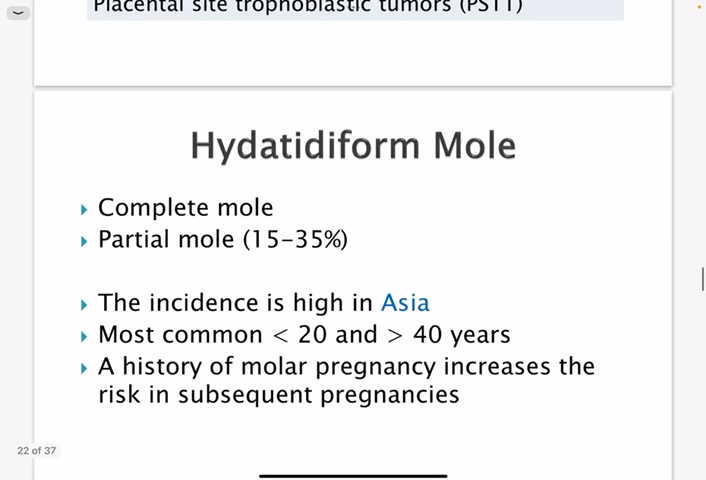 Placental site trophoblastic tumors (PSTT)
Hydatidiform Mole
Complete mole
Partial mole (15-35%)
The incidence is high in Asia
Most common < 20 and > 40 years
A history of molar pregnancy increases the
risk in subsequent pregnancies
22 of 37